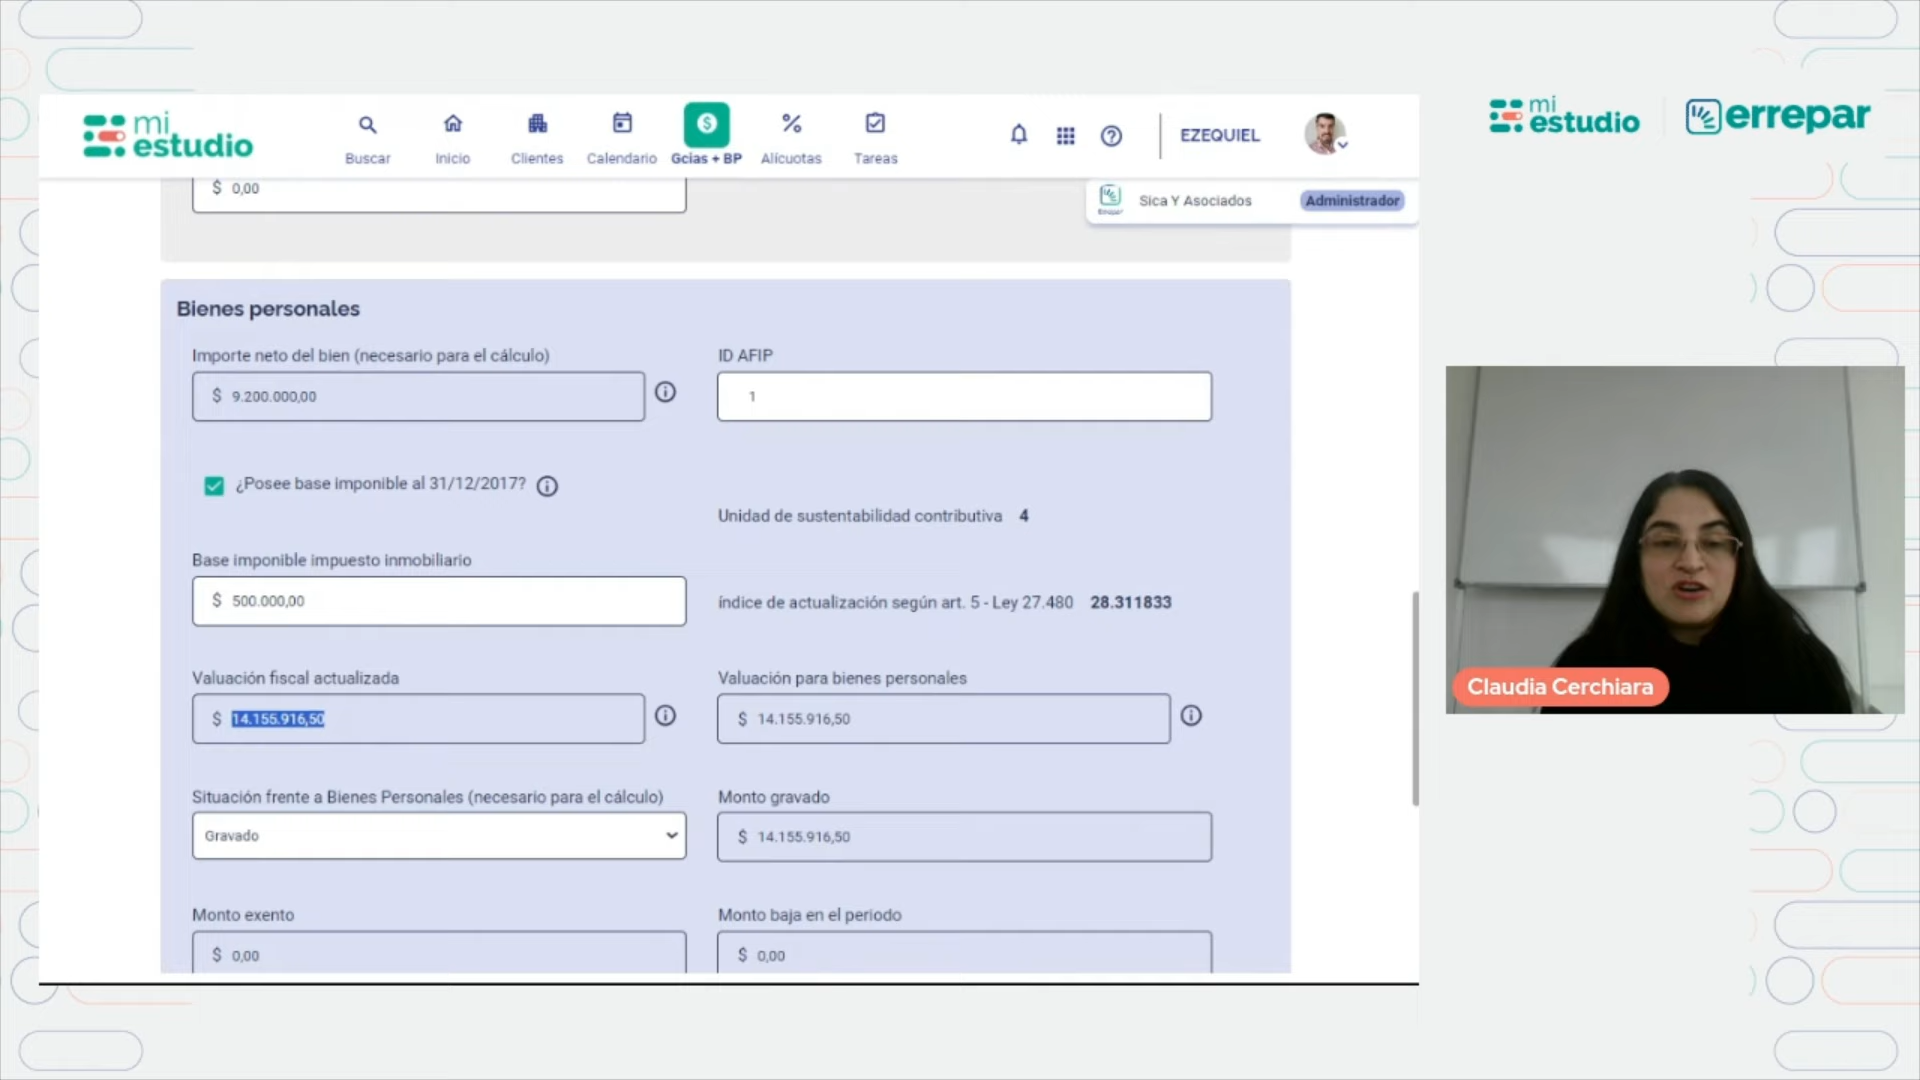 mi estudio
Buscar
Inicio
Clientes
Calendario
Gcias + BP
Alícuotas
Tareas
EZEQUIEL
mi estudio
errepar
Sica Y Asociados
Administrador
$ 0,00
Bienes personales
Importe neto del bien (necesario para el cálculo)
ID AFIP
$ 9.200.000,00
1
¿Posee base imponible al 31/12/2017?
Unidad de sustentabilidad contributiva 4
Base imponible impuesto inmobiliario
$ 500.000,00
índice de actualización según art. 5 - Ley 27.480 28.311833
Valuación fiscal actualizada
Valuación para bienes personales
$ 14.155.916,50
$ 14.155.916,50
Situación frente a Bienes Personales (necesario para el cálculo)
Monto gravado
Gravado
$ 14.155.916,50
Monto exento
Monto baja en el período
$ 0,00
$ 0,00
Claudia Cerchiara